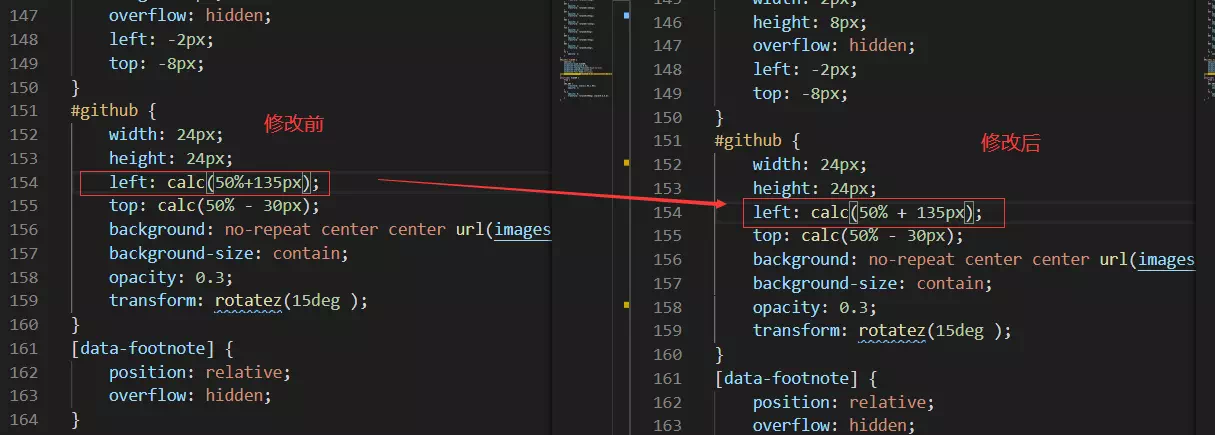 147 overflow: hidden;
148 left: -2px;
149 top: -8px;
150 }
151 #github {
修改前
152 width: 24px;
153 height: 24px;
154 left: calc(50%+135px);
155 top: calc(50% - 30px);
156 background: no-repeat center center url(images
157 background-size: contain;
158 opacity: 0.3;
159 transform: rotatez(15deg );
160 }
161 [data-footnote] {
162 position: relative;
163 overflow: hidden;
164 }
145 width: 2px;
146 height: 8px;
147 overflow: hidden;
148 left: -2px;
149 top: -8px;
150 }
151 #github {
修改后
152 width: 24px;
153 height: 24px;
154 left: calc(50% + 135px);
155 top: calc(50% - 30px);
156 background: no-repeat center center url(images
157 background-size: contain;
158 opacity: 0.3;
159 transform: rotatez(15deg );
160 }
161 [data-footnote] {
162 position: relative;
163 overflow: hidden;